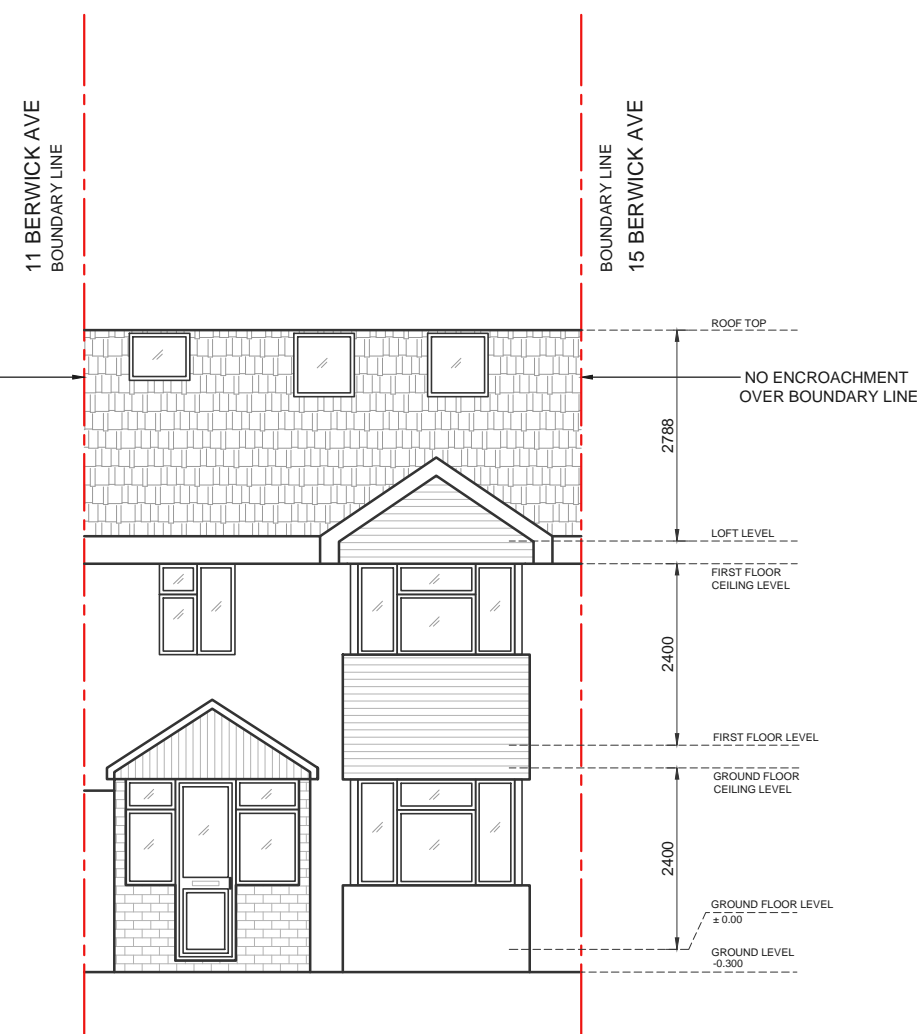 11 BERWICK AVE
BOUNDARY LINE
BOUNDARY LINE
15 BERWICK AVE
ROOF TOP
NO ENCROACHMENT
OVER BOUNDARY LINE
2788
LOFT LEVEL
FIRST FLOOR
CEILING LEVEL
2400
FIRST FLOOR LEVEL
GROUND FLOOR
CEILING LEVEL
2400
GROUND FLOOR LEVEL
± 0.00
GROUND LEVEL
-0.300